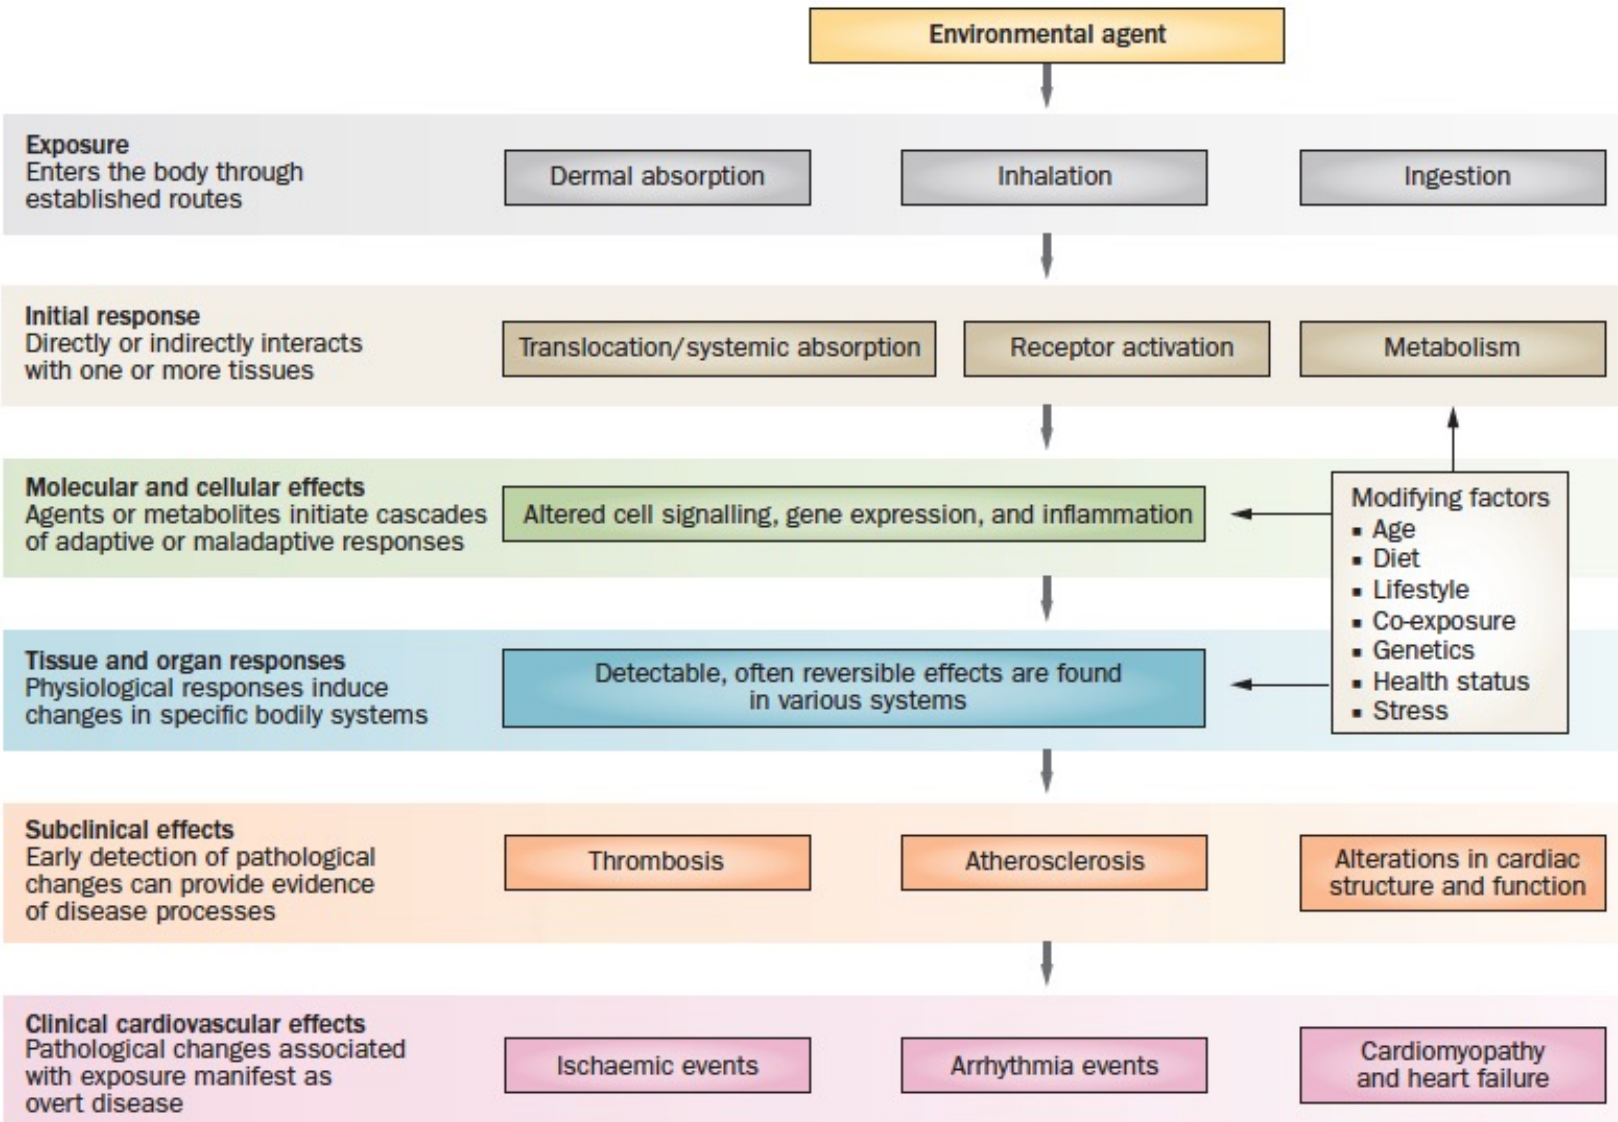 Environmental agent
Exposure
Enters the body through
established routes
Dermal absorption
Inhalation
Ingestion
Initial response
Directly or indirectly interacts
with one or more tissues
Translocation/systemic absorption
Receptor activation
Metabolism
Molecular and cellular effects
Agents or metabolites initiate cascades
of adaptive or maladaptive responses
Altered cell signalling, gene expression, and inflammation
Modifying factors
▪ Age
▪ Diet
▪ Lifestyle
▪ Co-exposure
▪ Genetics
▪ Health status
▪ Stress
Tissue and organ responses
Physiological responses induce
changes in specific bodily systems
Detectable, often reversible effects are found
in various systems
Subclinical effects
Early detection of pathological
changes can provide evidence
of disease processes
Thrombosis
Atherosclerosis
Alterations in cardiac
structure and function
Clinical cardiovascular effects
Pathological changes associated
with exposure manifest as
overt disease
Ischaemic events
Arrhythmia events
Cardiomyopathy
and heart failure